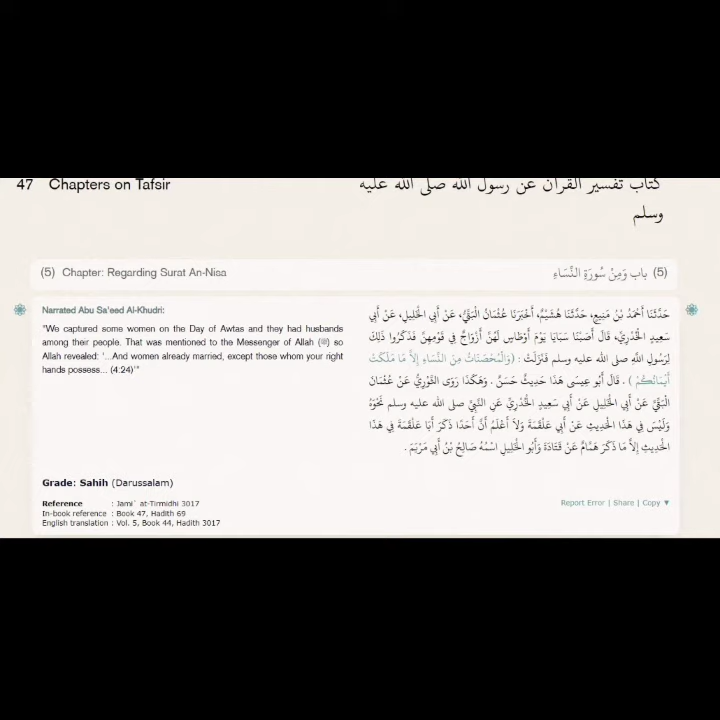 47 Chapters on Tafsir
كتاب تفسير القرآن عن رسول الله صلى الله عليه
وسلم
(5) Chapter: Regarding Surat An-Nisa
(5) باب وَمِنْ سُورَةِ النِّسَاءِ
Narrated Abu Sa'eed Al-Khudri:
"We captured some women on the Day of Awtas and they had husbands
among their people. That was mentioned to the Messenger of Allah (ﷺ) so
Allah revealed: '...And women already married, except those whom your right
hands possess... (4:24)'"
حَدَّثَنَا أَحْمَدُ بْنُ مَنِيعٍ، حَدَّثَنَا هُشَيْمٌ، أَخْبَرَنَا عُثْمَانُ الْبَتِّيُّ، عَنْ أَبِي الْخَلِيلِ، عَنْ أَبِي
سَعِيدٍ الْخُدْرِيِّ، قَالَ أَصَبْنَا سَبَايَا يَوْمَ أَوْطَاسٍ لَهُنَّ أَزْوَاجٌ فِي قَوْمِهِنَّ فَذَكَرُوا ذَلِكَ
لِرَسُولِ اللَّهِ صلى الله عليه وسلم فَنَزَلَتْ : (وَالْمُحْصَنَاتُ مِنَ النِّسَاءِ إِلاَّ مَا مَلَكَتْ
أَيْمَانُكُمْ ) . قَالَ أَبُو عِيسَى هَذَا حَدِيثٌ حَسَنٌ . وَهَكَذَا رَوَى الثَّوْرِيُّ عَنْ عُثْمَانَ
الْبَتِّيِّ عَنْ أَبِي الْخَلِيلِ عَنْ أَبِي سَعِيدٍ الْخُدْرِيِّ عَنِ النَّبِيِّ صلى الله عليه وسلم نَحْوَهُ
وَلَيْسَ فِي هَذَا الْحَدِيثِ عَنْ أَبِي عَلْقَمَةَ وَلاَ أَعْلَمُ أَنَّ أَحَدًا ذَكَرَ أَبَا عَلْقَمَةَ فِي هَذَا
الْحَدِيثِ إِلاَّ مَا ذَكَرَ هَمَّامٌ عَنْ قَتَادَةَ وَأَبُو الْخَلِيلِ اسْمُهُ صَالِحُ بْنُ أَبِي مَرْيَمَ .
Grade: Sahih (Darussalam)
Reference : Jami` at-Tirmidhi 3017
In-book reference : Book 47, Hadith 69
English translation : Vol. 5, Book 44, Hadith 3017
Report Error | Share | Copy ▼